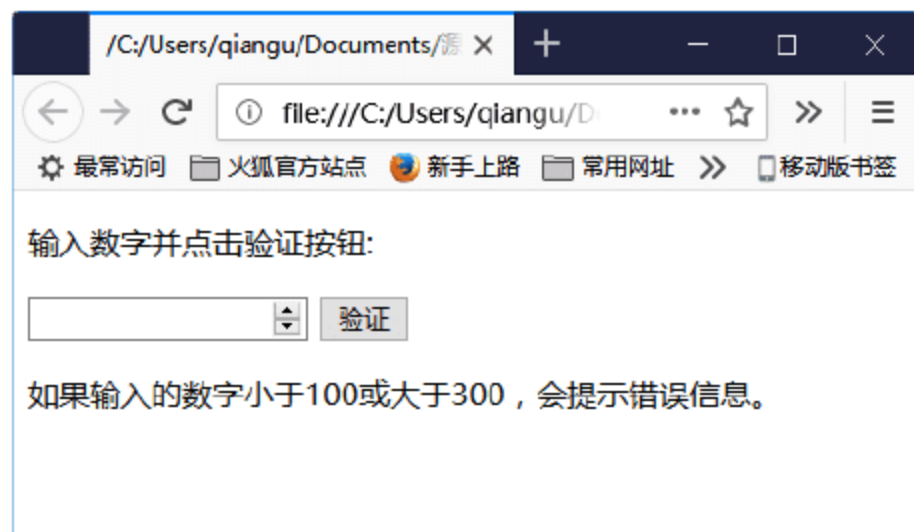 /C:/Users/qiangu/Documents/源
file:///C:/Users/qiangu/D
最常访问 火狐官方站点 新手上路 常用网址 移动版书签
输入数字并点击验证按钮:
验证
如果输入的数字小于100或大于300，会提示错误信息。